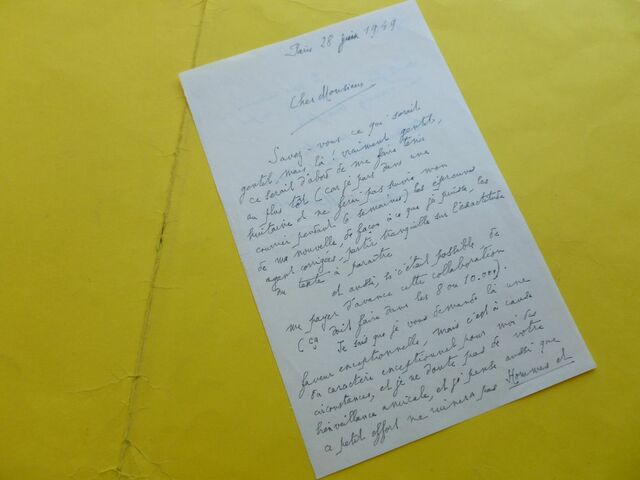 Paris 28 juin 1949
Cher Monsieur
Savez-vous ce qui serait
gentil, mais là ! vraiment gentil,
ce serait d'abord de me faire tenir
au plus tôt (car je pars dans une
huitaine et ne ferai pas suivre mon
courrier pendant 6 semaines) les épreuves
de ma nouvelle, de façon à ce que je puisse, les
ayant corrigées, partir tranquille sur l'exactitude
du texte à paraître
et aussi, si c'était possible de
me payer d'avance cette collaboration
(ça doit faire dans les 8 ou 10.000).
Je sais que je vous demande là une
faveur exceptionnelle, mais c'est à cause
du caractère exceptionnel pour moi des
circonstances, et je ne doute pas de votre
bienveillance amicale, et je pense aussi que
ce petit effort ne ruinera pas Hommes et